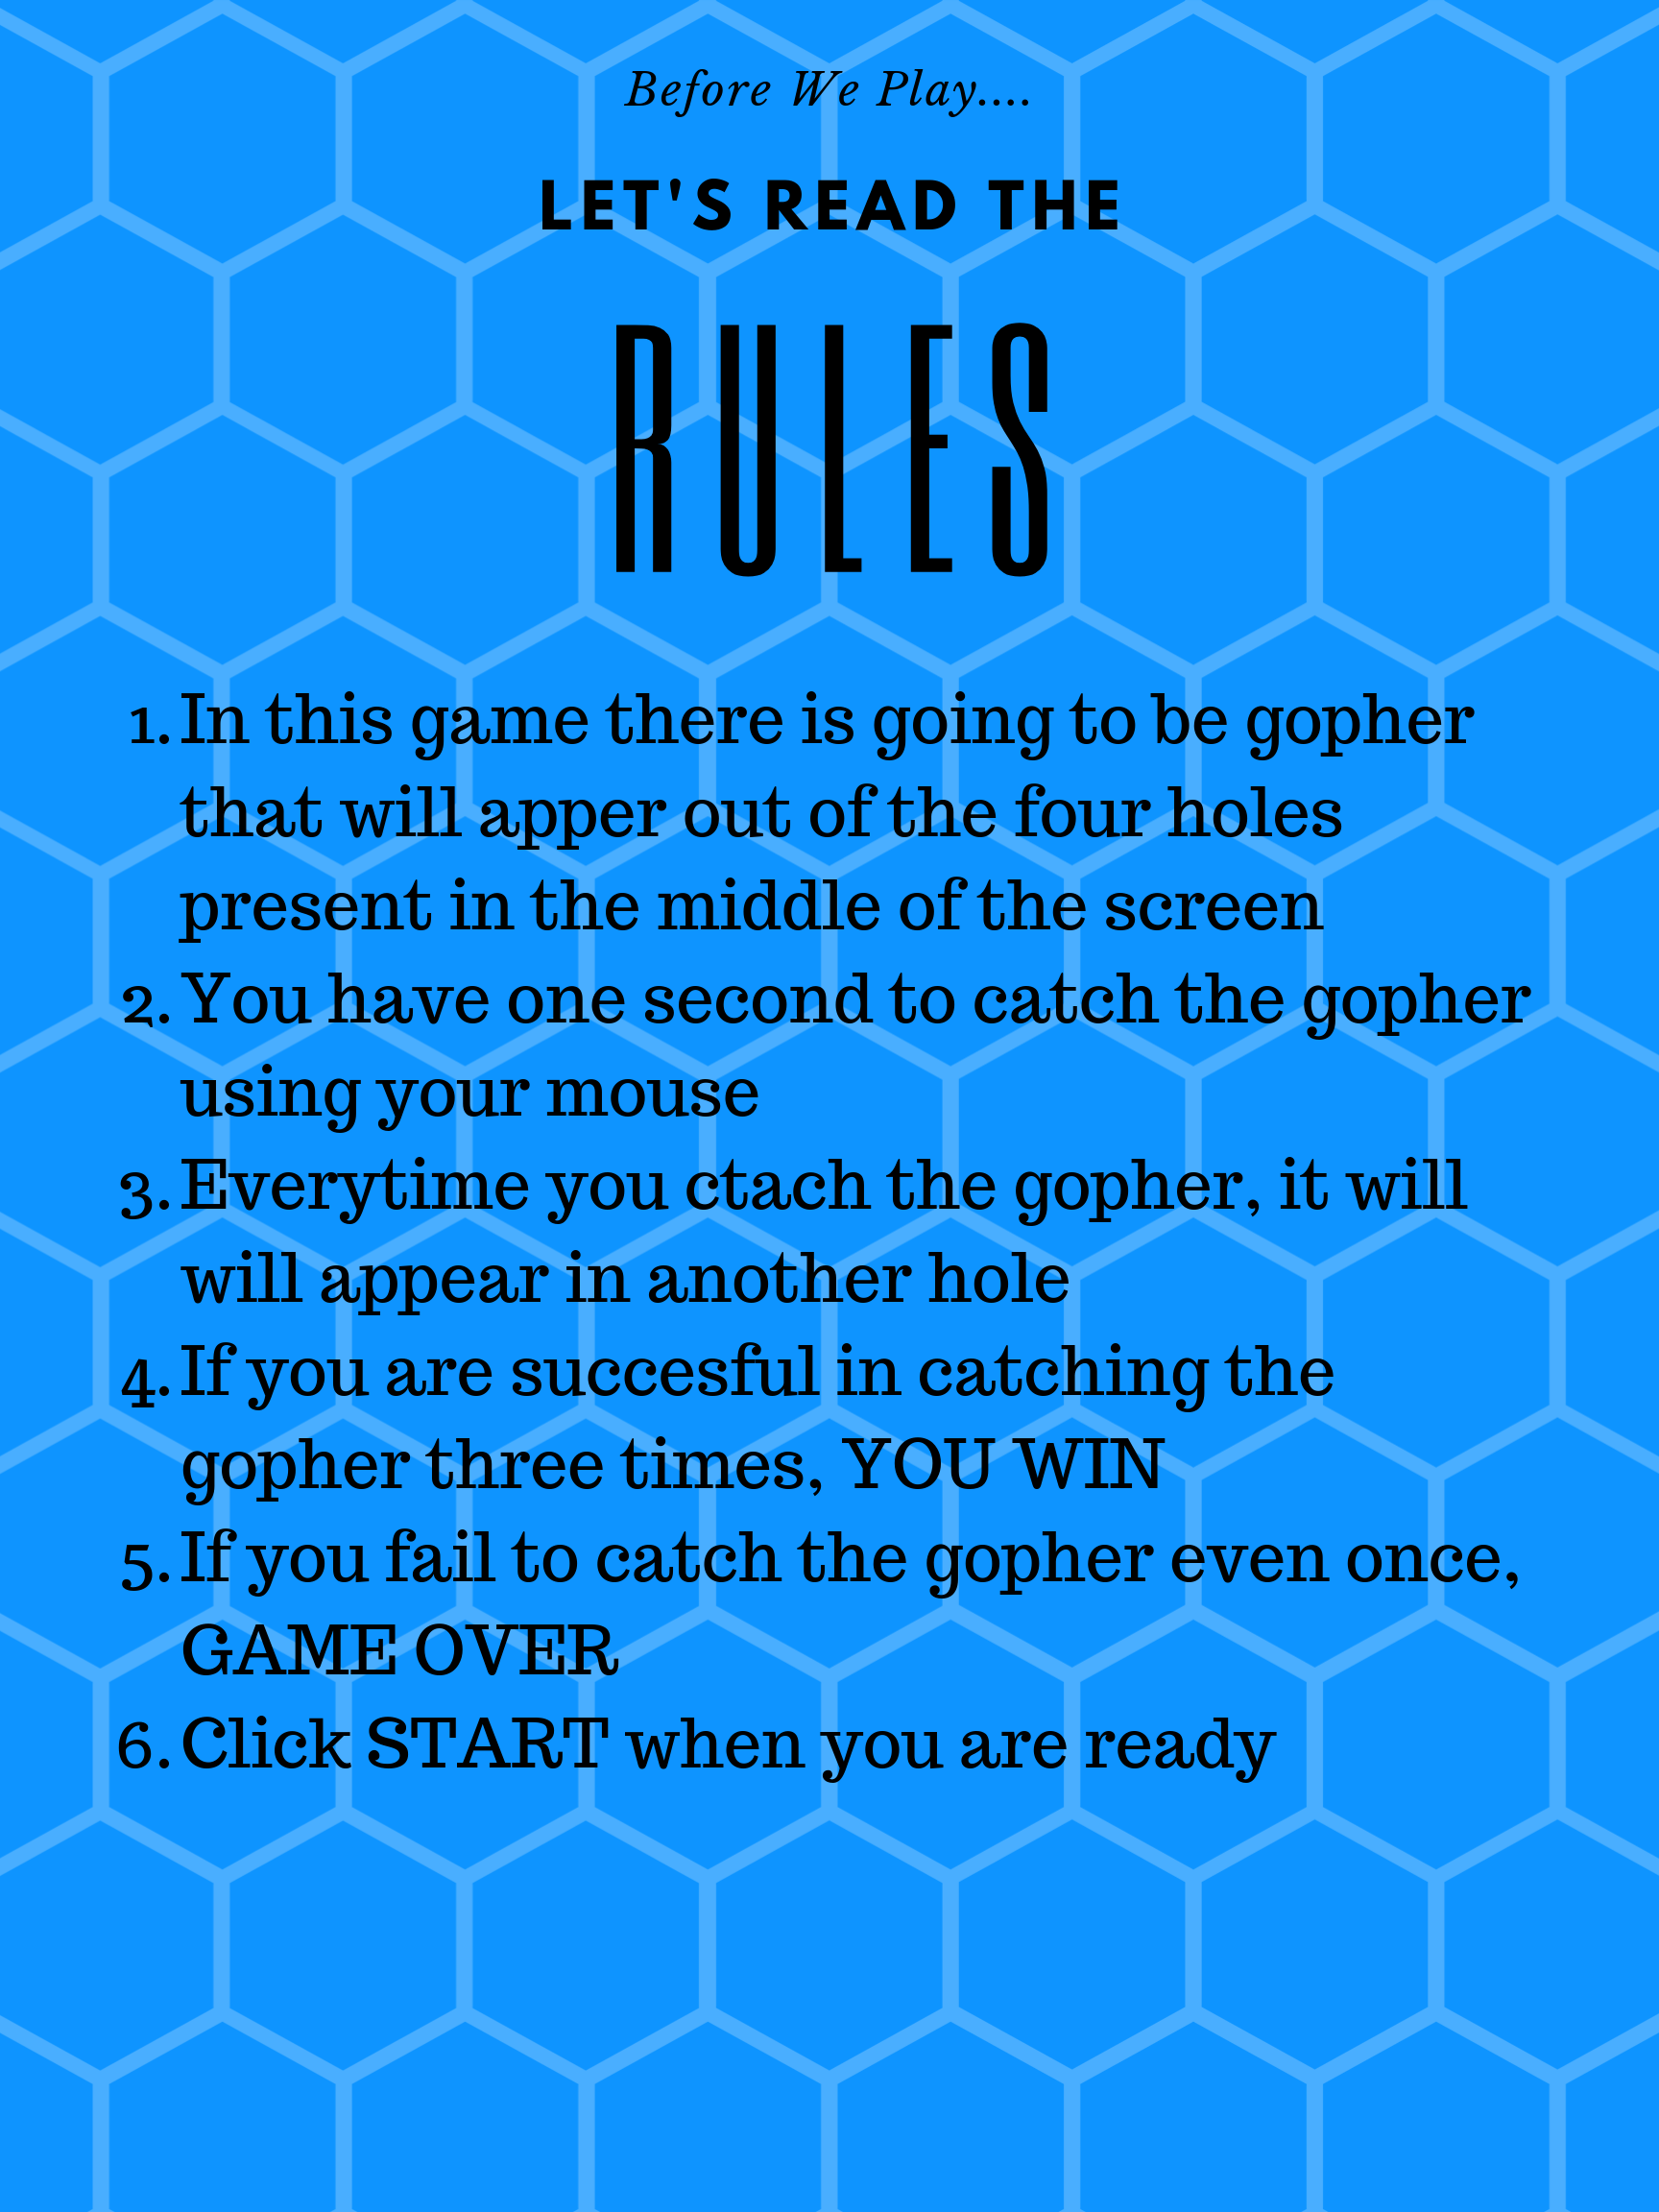 Before We Play....
LET'S READ THE
RULES
1. In this game there is going to be gopher
that will apper out of the four holes
present in the middle of the screen
2. You have one second to catch the gopher
using your mouse
3. Everytime you ctach the gopher, it will
will appear in another hole
4. If you are succesful in catching the
gopher three times, YOU WIN
5. If you fail to catch the gopher even once,
GAME OVER
6. Click START when you are ready